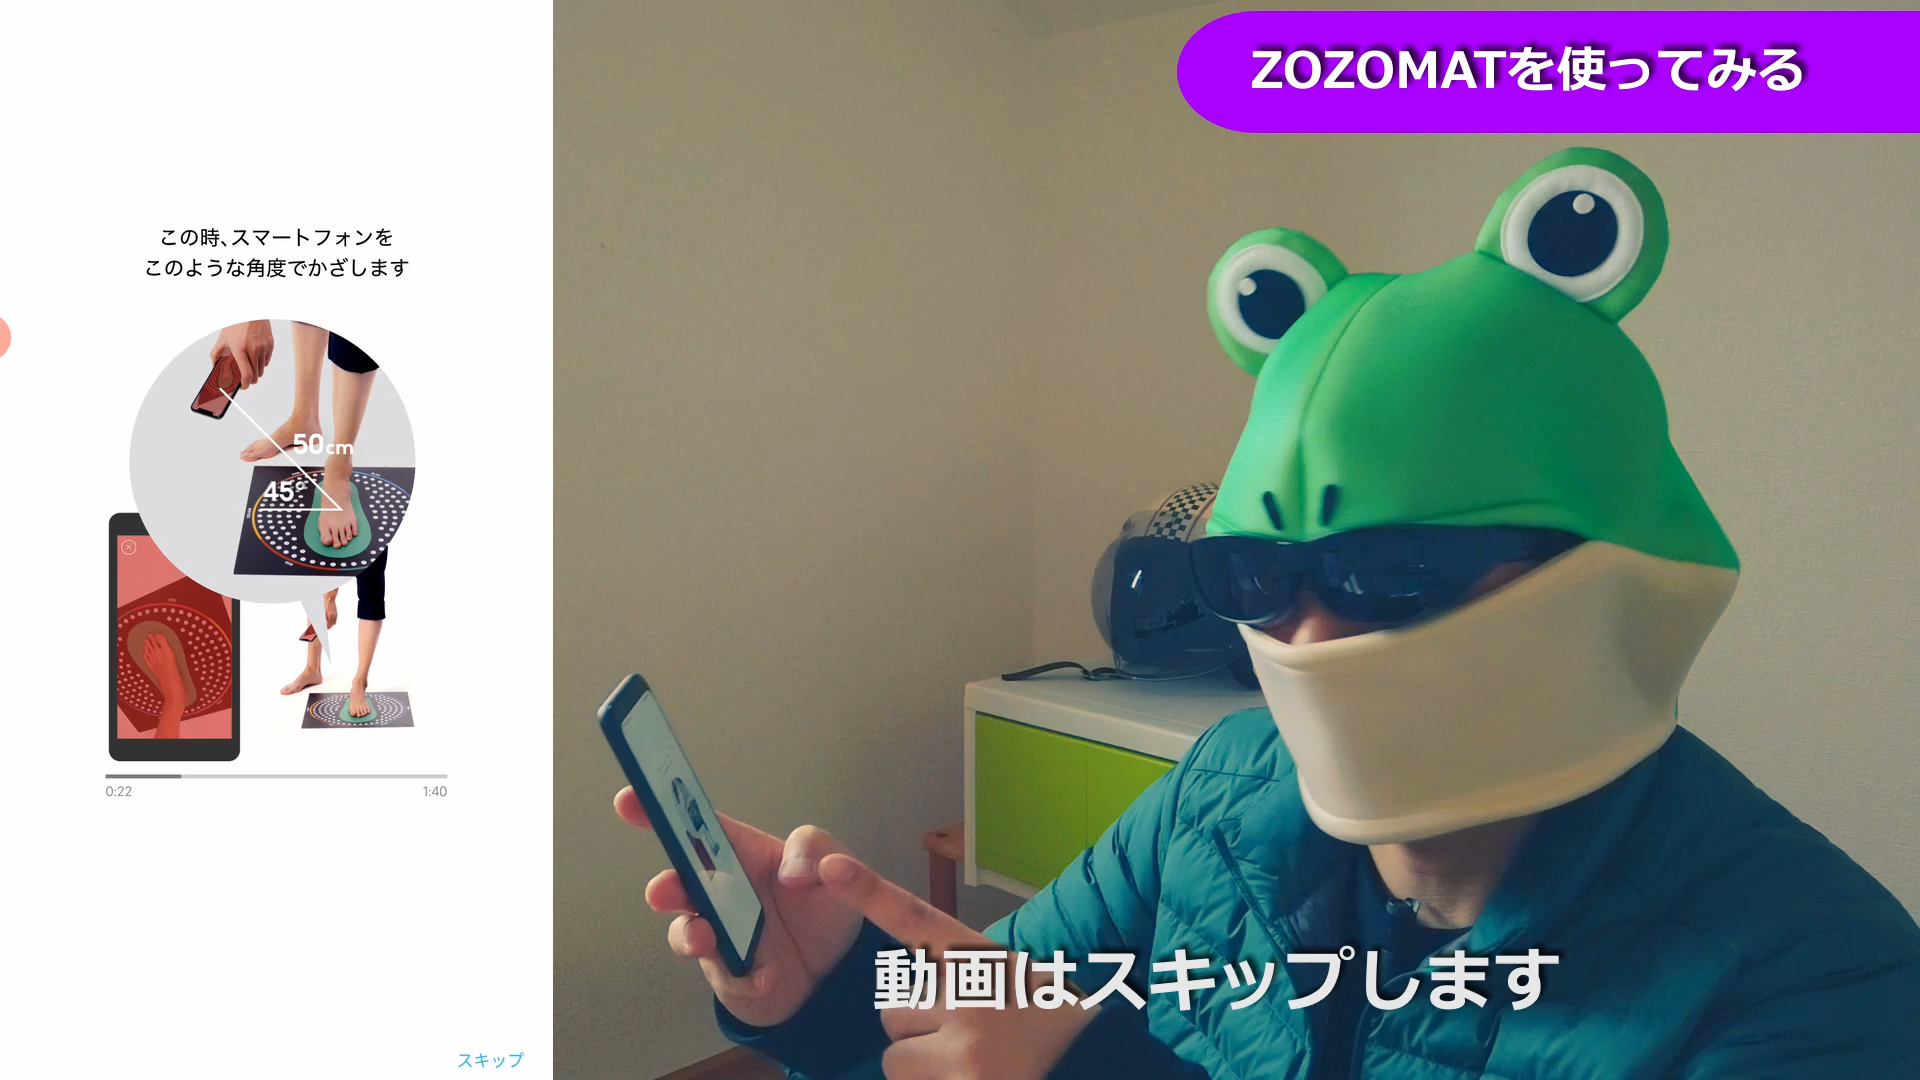 ZOZOMATを使ってみる
この時、スマートフォンを
このような角度でかざします
50cm
45°
0:22
1:40
動画はスキップします
スキップ